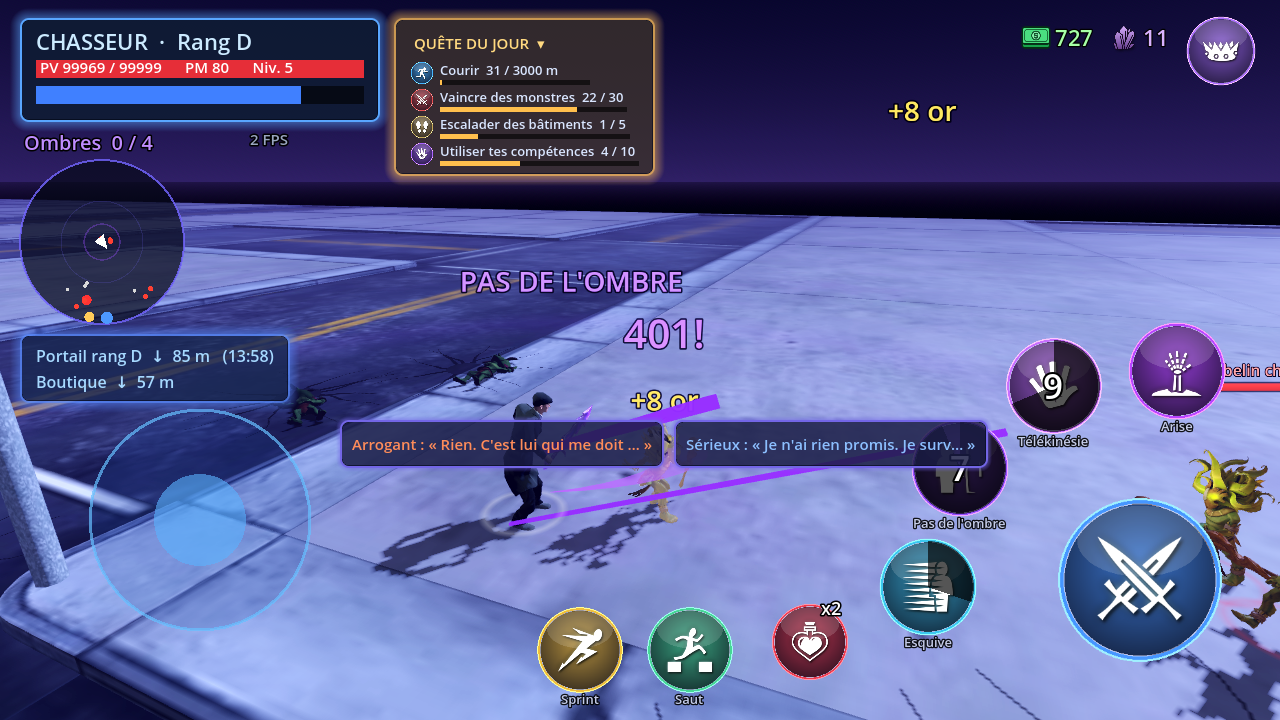 CHASSEUR · Rang D
PV 99969 / 99999 PM 80 Niv. 5
QUÊTE DU JOUR ▼
Courir 31 / 3000 m
Vaincre des monstres 22 / 30
Escalader des bâtiments 1 / 5
Utiliser tes compétences 4 / 10
727
11
+8 or
Ombres 0 / 4
2 FPS
PAS DE L'OMBRE
401!
Portail rang D ↓ 85 m (13:58)
Boutique ↓ 57 m
+8 or
Arrogant : « Rien. C'est lui qui me doit ... »
Sérieux : « Je n'ai rien promis. Je surv... »
9
Télékinésie
Arise
7
Pas de l'ombre
x2
Esquive
Sprint
Saut